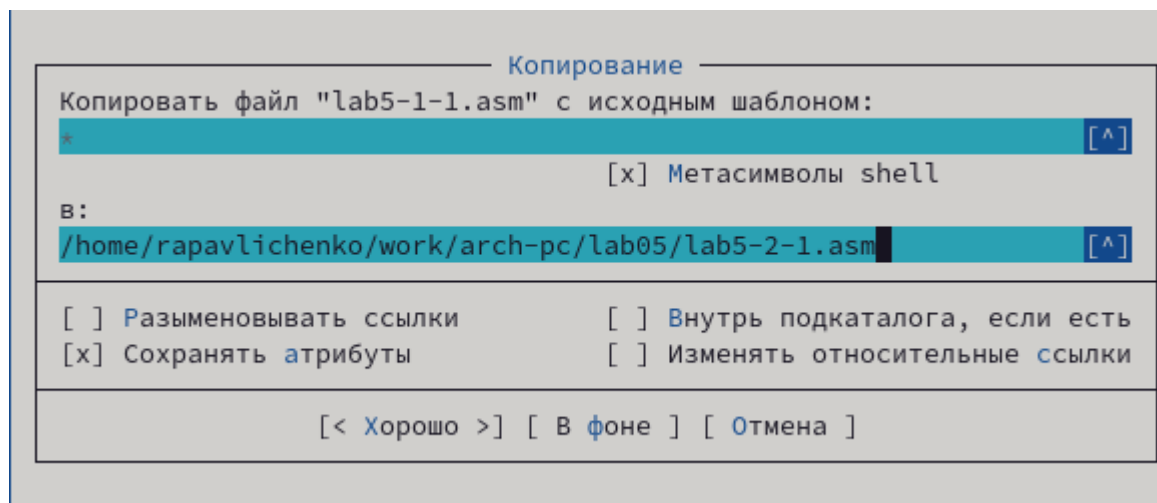 Копирование
Копировать файл "lab5-1-1.asm" с исходным шаблоном:
* [^]
[x] Метасимволы shell
в:
/home/rapavlichenko/work/arch-pc/lab05/lab5-2-1.asm [^]
[ ] Разыменовывать ссылки [ ] Внутрь подкаталога, если есть
[x] Сохранять атрибуты [ ] Изменять относительные ссылки
[< Хорошо >] [ В фоне ] [ Отмена ]